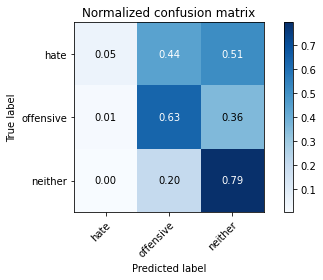 Normalized confusion matrix
True label
hate
0.05 0.44 0.51
offensive
0.01 0.63 0.36
neither
0.00 0.20 0.79
hate
offensive
neither
Predicted label
0.7
0.6
0.5
0.4
0.3
0.2
0.1